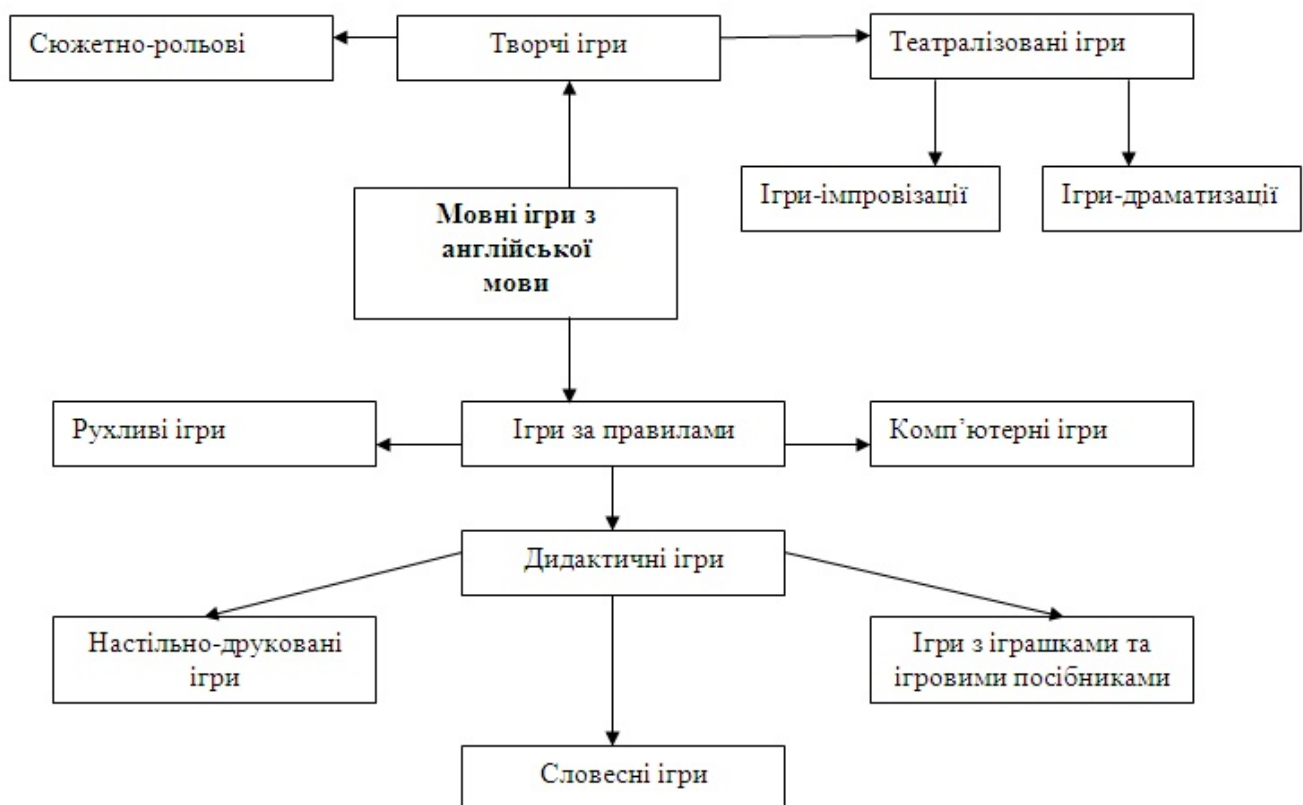 Сюжетно-рольові
Творчі ігри
Театралізовані ігри
Ігри-імпровізації
Ігри-драматизації
Мовні ігри з
англійської
мови
Рухливі ігри
Ігри за правилами
Комп’ютерні ігри
Дидактичні ігри
Настільно-друковані
ігри
Ігри з іграшками та
ігровими посібниками
Словесні ігри